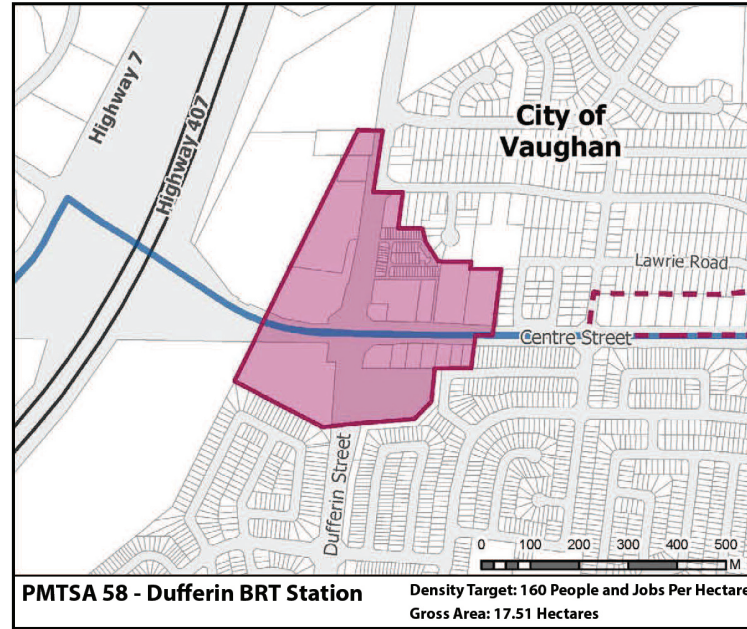 Highway 7
Highway 407
City of
Vaughan
Lawrie Road
Centre Street
Dufferin Street
0 100 200 300 400 500
M
PMTSA 58 - Dufferin BRT Station
Density Target: 160 People and Jobs Per Hectare
Gross Area: 17.51 Hectares